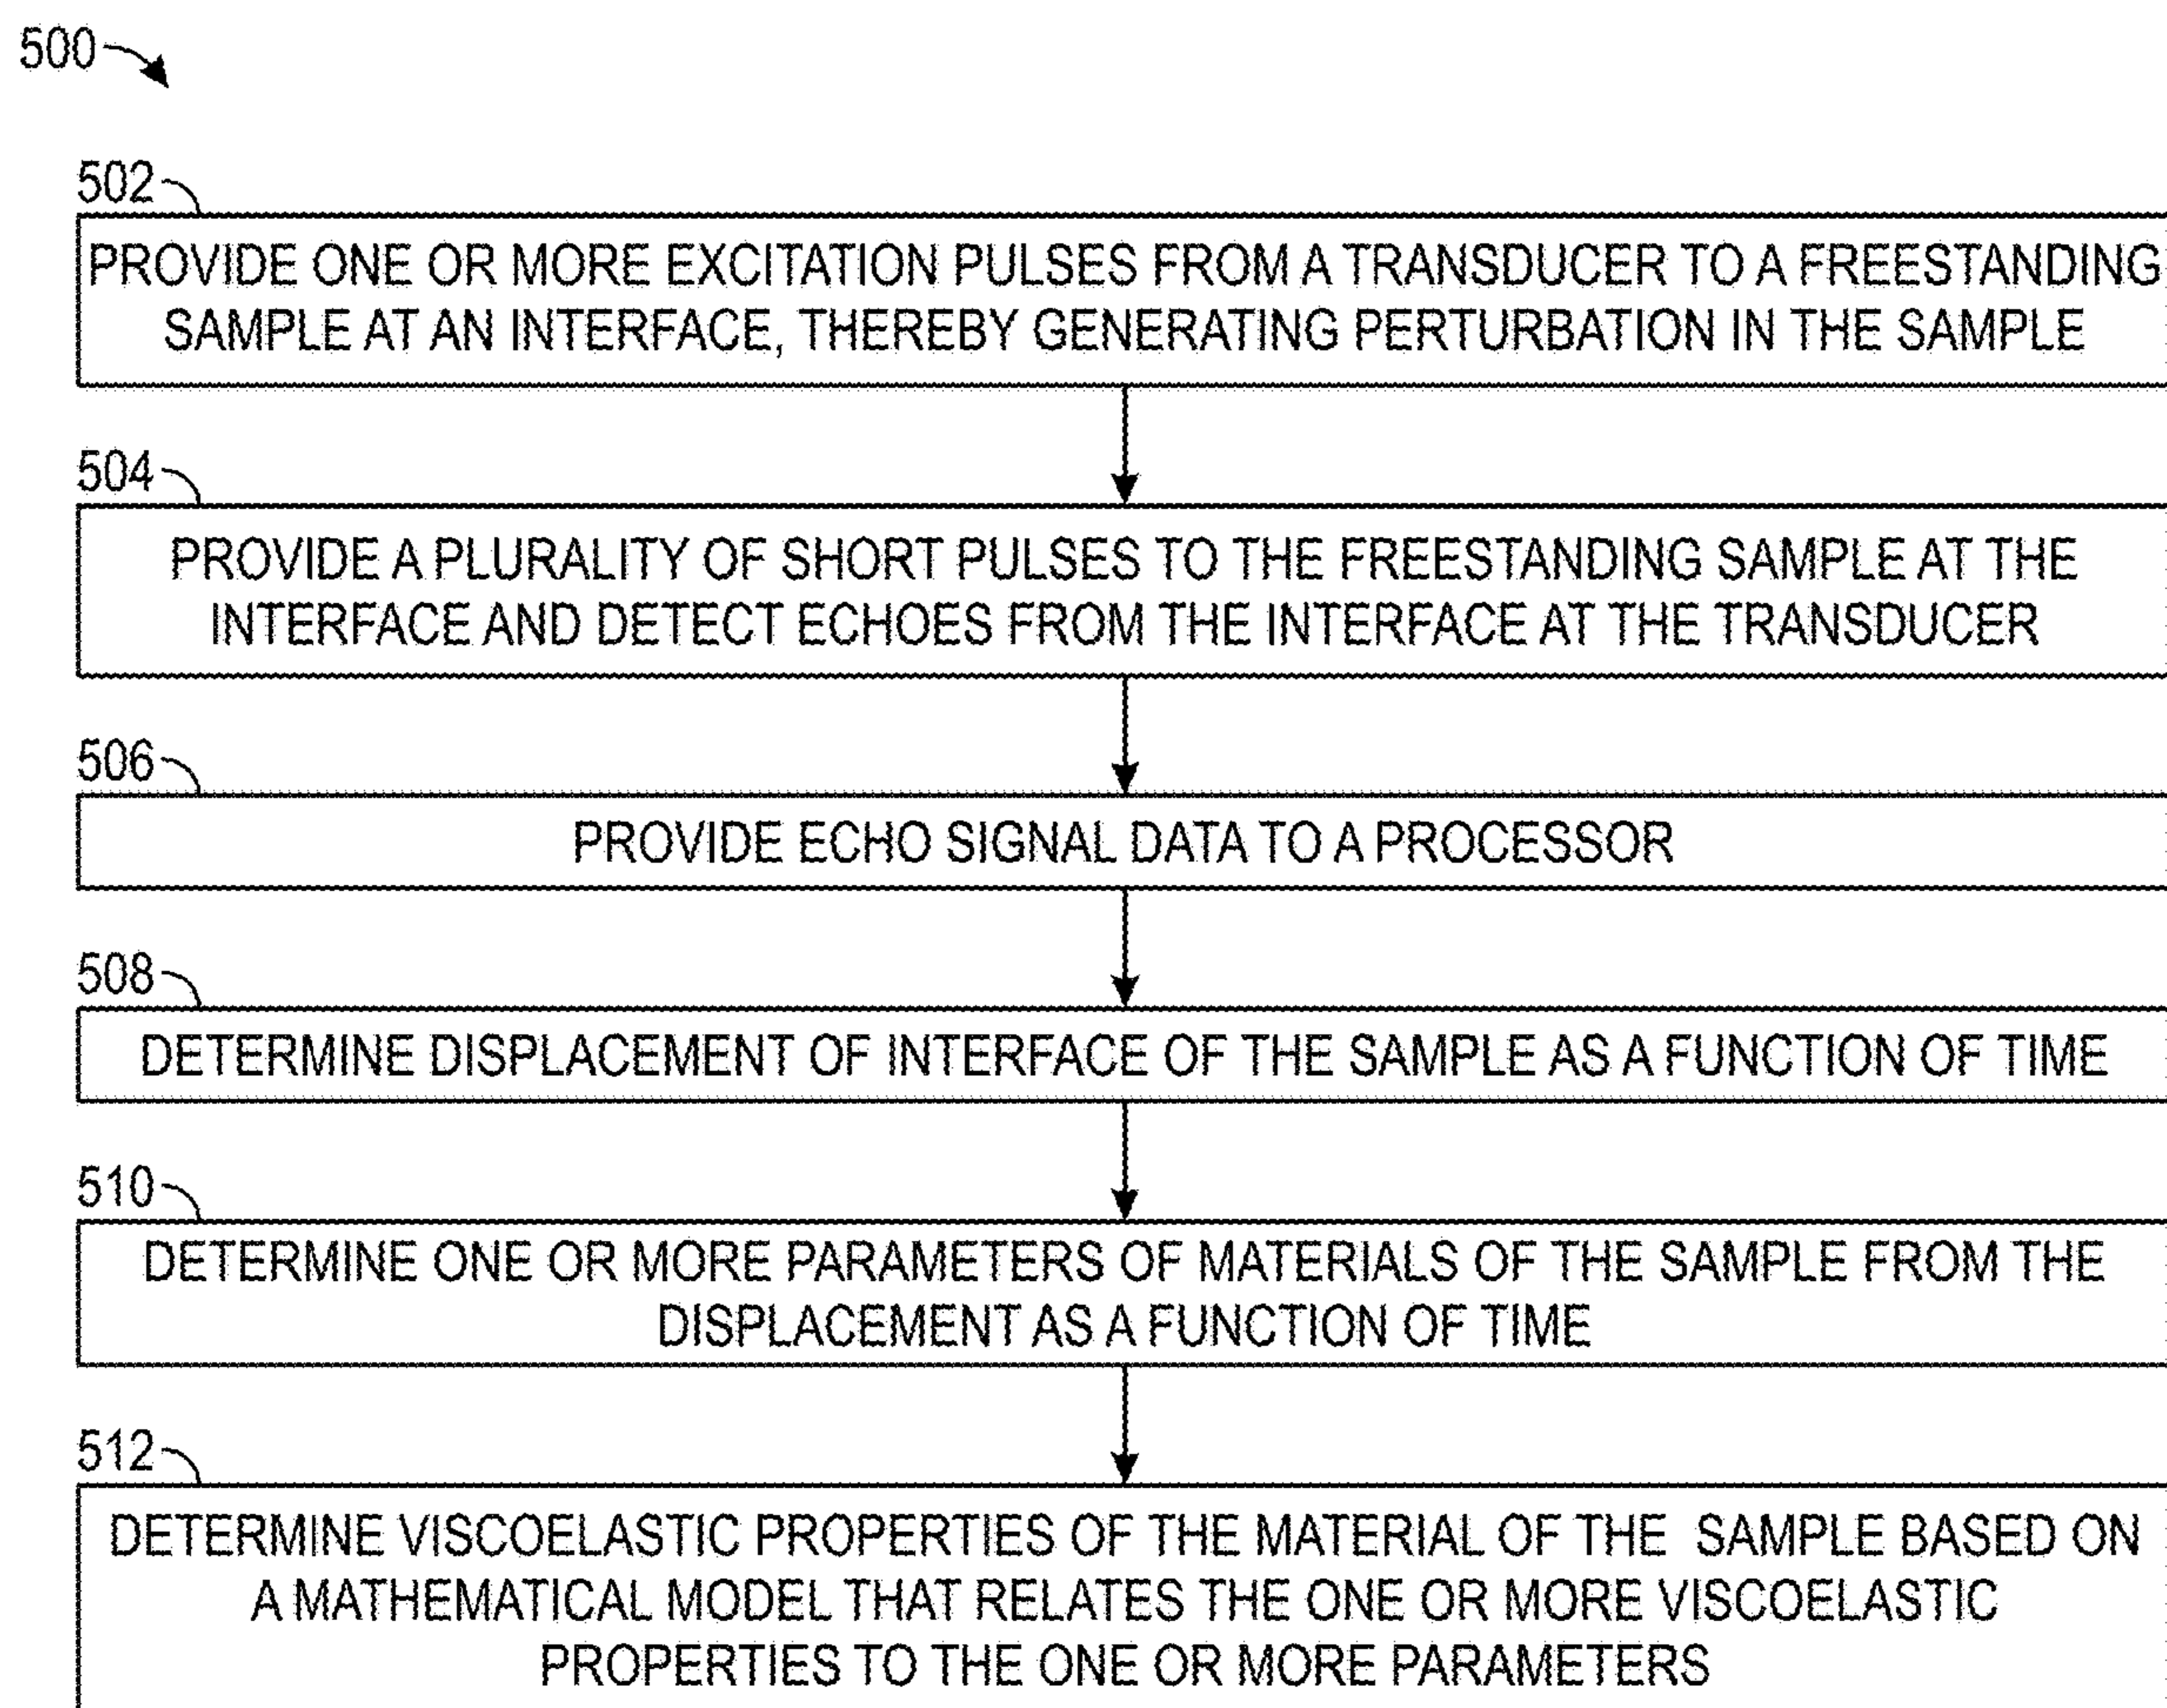 500
502
PROVIDE ONE OR MORE EXCITATION PULSES FROM A TRANSDUCER TO A FREESTANDING
SAMPLE AT AN INTERFACE, THEREBY GENERATING PERTURBATION IN THE SAMPLE
504
PROVIDE A PLURALITY OF SHORT PULSES TO THE FREESTANDING SAMPLE AT THE
INTERFACE AND DETECT ECHOES FROM THE INTERFACE AT THE TRANSDUCER
506
PROVIDE ECHO SIGNAL DATA TO A PROCESSOR
508
DETERMINE DISPLACEMENT OF INTERFACE OF THE SAMPLE AS A FUNCTION OF TIME
510
DETERMINE ONE OR MORE PARAMETERS OF MATERIALS OF THE SAMPLE FROM THE
DISPLACEMENT AS A FUNCTION OF TIME
512
DETERMINE VISCOELASTIC PROPERTIES OF THE MATERIAL OF THE SAMPLE BASED ON
A MATHEMATICAL MODEL THAT RELATES THE ONE OR MORE VISCOELASTIC
PROPERTIES TO THE ONE OR MORE PARAMETERS